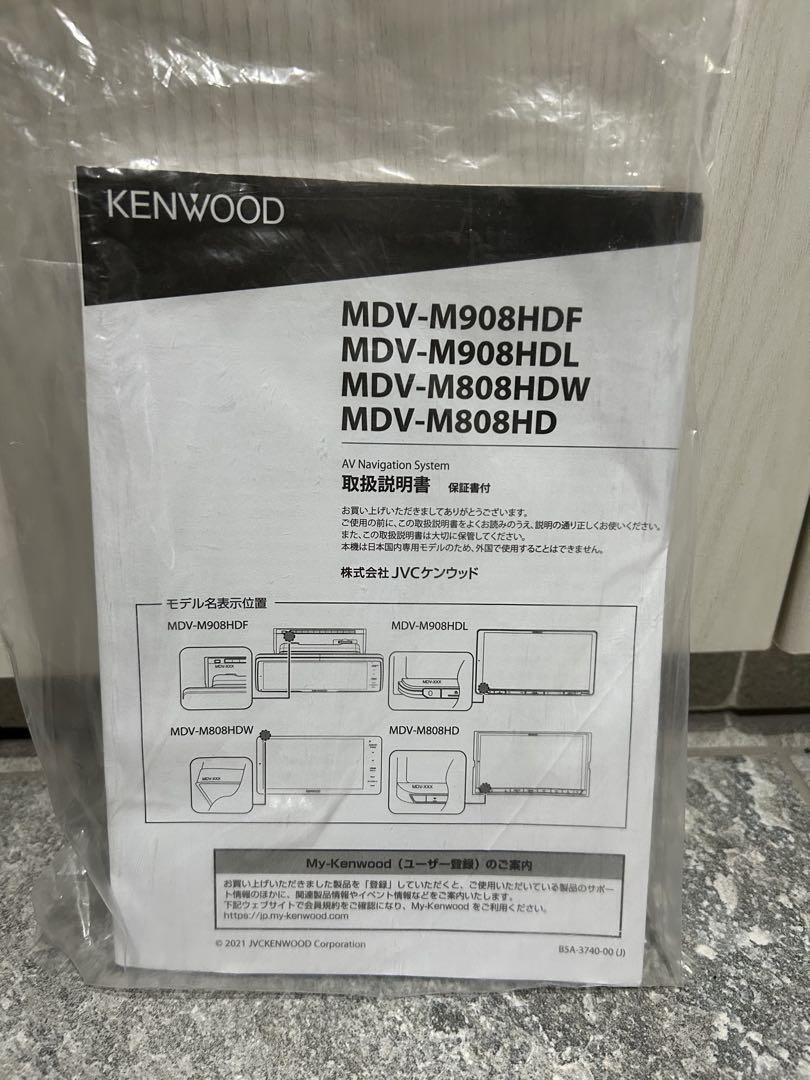 KENWOOD
MDV-M908HDF
MDV-M908HDL
MDV-M808HDW
MDV-M808HD
AV Navigation System
取扱説明書 保証書付
お買い上げいただきましてありがとうございます。
ご使用の前に、この取扱説明書をよくお読みのうえ、説明の通り正しくお使いください。
また、この取扱説明書は大切に保管してください。
本機は日本国内専用モデルのため、外国で使用することはできません。
株式会社 JVCケンウッド
モデル名表示位置
MDV-M908HDF
MDV-XXX
MDV-M908HDL
MDV-XXX
MDV-M808HDW
MDV-XXX
KENWOOD
MDV-M808HD
MDV-XXX
My-Kenwood（ユーザー登録）のご案内
お買い上げいただきました製品を「登録」していただくと、ご使用いただいている製品のサポー
ト情報のほかに、関連製品情報やイベント情報などをご案内いたします。
下記ウェブサイトで会員規約をご確認になり、My-Kenwood をご利用ください。
https://jp.my-kenwood.com
© 2021 JVCKENWOOD Corporation
B5A-3740-00 (J)